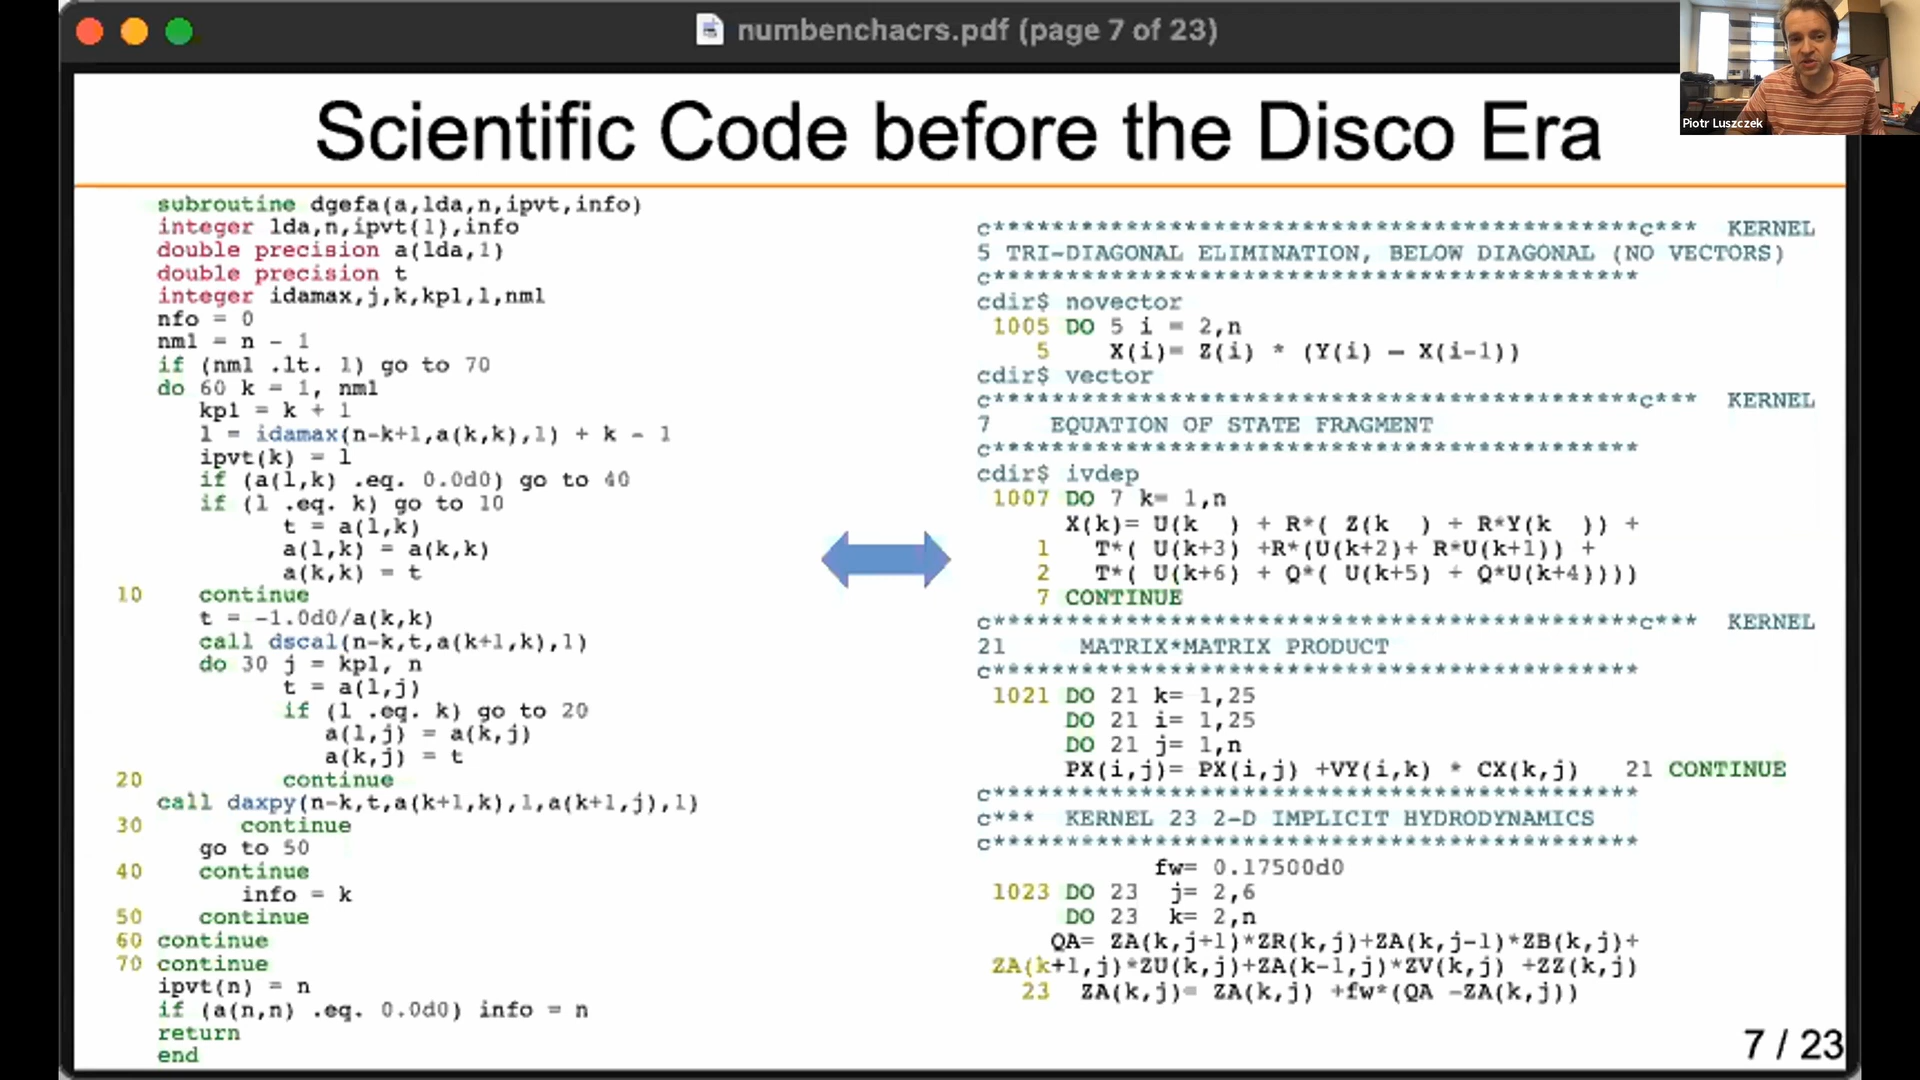 numbenchacrs.pdf (page 7 of 23)
Piotr Luszczek
Scientific Code before the Disco Era
subroutine dgefa(a,lda,n,ipvt,info)
integer lda,n,ipvt(1),info
double precision a(lda,1)
double precision t
integer idamax,j,k,kp1,l,nm1
nfo = 0
nm1 = n - 1
if (nm1 .lt. 1) go to 70
do 60 k = 1, nm1
kp1 = k + 1
l = idamax(n-k+1,a(k,k),1) + k - 1
ipvt(k) = l
if (a(l,k) .eq. 0.0d0) go to 40
if (l .eq. k) go to 10
t = a(l,k)
a(l,k) = a(k,k)
a(k,k) = t
10 continue
t = -1.0d0/a(k,k)
call dscal(n-k,t,a(k+1,k),1)
do 30 j = kp1, n
t = a(l,j)
if (l .eq. k) go to 20
a(l,j) = a(k,j)
a(k,j) = t
20 continue
call daxpy(n-k,t,a(k+1,k),1,a(k+1,j),1)
30 continue
go to 50
40 continue
info = k
50 continue
60 continue
70 continue
ipvt(n) = n
if (a(n,n) .eq. 0.0d0) info = n
return
end
c********************************************c*** KERNEL
5 TRI-DIAGONAL ELIMINATION, BELOW DIAGONAL (NO VECTORS)
c********************************************
cdir$ novector
1005 DO 5 i = 2,n
5 X(i)= Z(i) * (Y(i) - X(i-1))
cdir$ vector
c********************************************c*** KERNEL
7 EQUATION OF STATE FRAGMENT
c********************************************
cdir$ ivdep
1007 DO 7 k= 1,n
X(k)= U(k ) + R*( Z(k ) + R*Y(k )) +
1 T*( U(k+3) +R*(U(k+2)+ R*U(k+1)) +
2 T*( U(k+6) + Q*( U(k+5) + Q*U(k+4))))
7 CONTINUE
c********************************************c*** KERNEL
21 MATRIX*MATRIX PRODUCT
c********************************************
1021 DO 21 k= 1,25
DO 21 i= 1,25
DO 21 j= 1,n
PX(i,j)= PX(i,j) +VY(i,k) * CX(k,j) 21 CONTINUE
c********************************************
c*** KERNEL 23 2-D IMPLICIT HYDRODYNAMICS
c********************************************
fw= 0.17500d0
1023 DO 23 j= 2,6
DO 23 k= 2,n
QA= ZA(k,j+1)*ZR(k,j)+ZA(k,j-1)*ZB(k,j)+
ZA(k+1,j)*ZU(k,j)+ZA(k-1,j)*ZV(k,j) +ZZ(k,j)
23 ZA(k,j)= ZA(k,j) +fw*(QA -ZA(k,j))
7 / 23